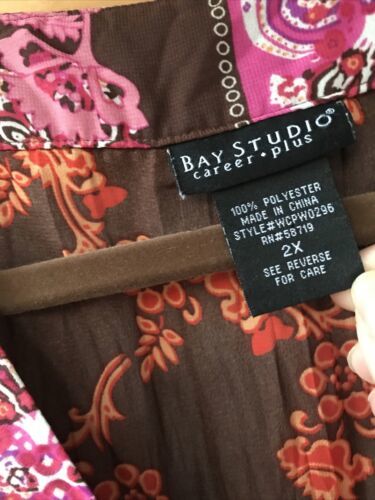 BAY STUDIO®
career • plus
100% POLYESTER
MADE IN CHINA
STYLE#WCPW0296
RN#58719
2X
SEE REVERSE
FOR CARE